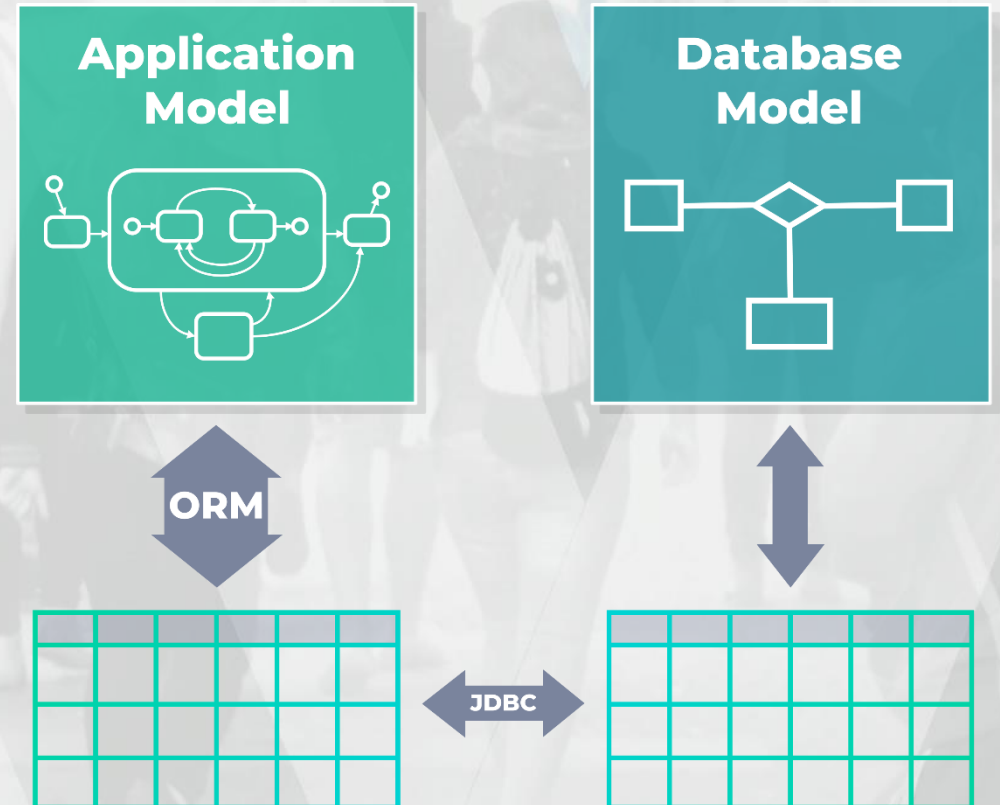 Application
Model
Database
Model
ORM
JDBC